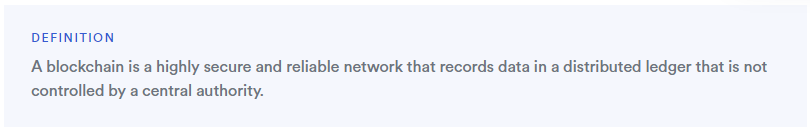 DEFINITION
A blockchain is a highly secure and reliable network that records data in a distributed ledger that is not
controlled by a central authority.